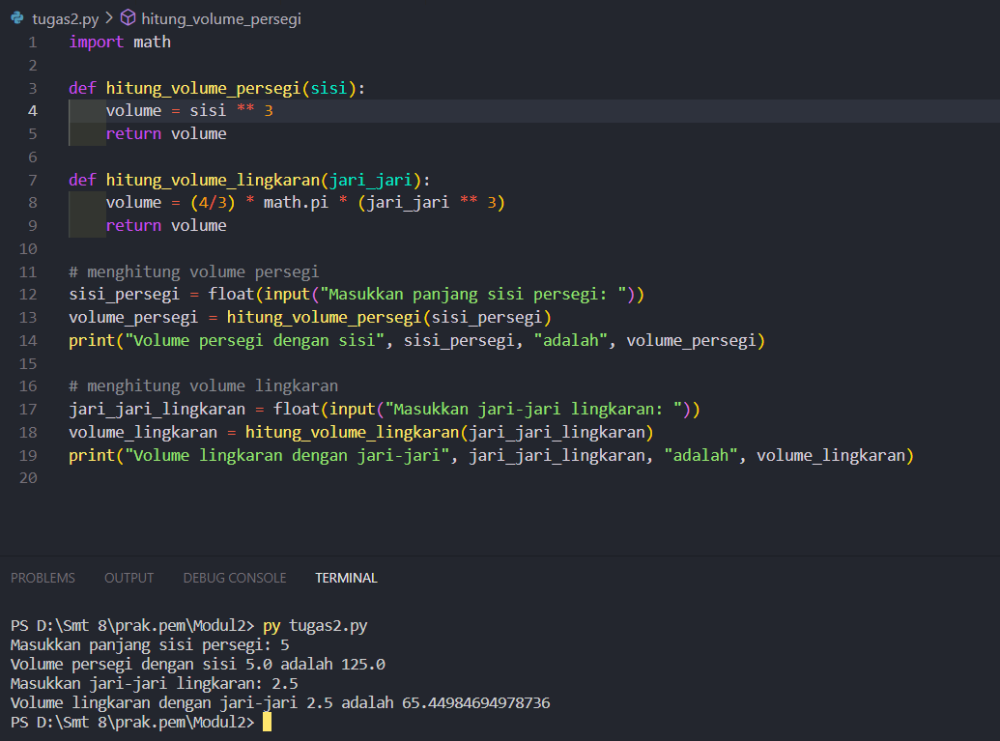 tugas2.py > hitung_volume_persegi
1 import math
2
3 def hitung_volume_persegi(sisi):
4     volume = sisi ** 3
5     return volume
6
7 def hitung_volume_lingkaran(jari_jari):
8     volume = (4/3) * math.pi * (jari_jari ** 3)
9     return volume
10
11 # menghitung volume persegi
12 sisi_persegi = float(input("Masukkan panjang sisi persegi: "))
13 volume_persegi = hitung_volume_persegi(sisi_persegi)
14 print("Volume persegi dengan sisi", sisi_persegi, "adalah", volume_persegi)
15
16 # menghitung volume lingkaran
17 jari_jari_lingkaran = float(input("Masukkan jari-jari lingkaran: "))
18 volume_lingkaran = hitung_volume_lingkaran(jari_jari_lingkaran)
19 print("Volume lingkaran dengan jari-jari", jari_jari_lingkaran, "adalah", volume_lingkaran)
20
PROBLEMS OUTPUT DEBUG CONSOLE TERMINAL
PS D:\Smt 8\prak.pem\Modul2> py tugas2.py
Masukkan panjang sisi persegi: 5
Volume persegi dengan sisi 5.0 adalah 125.0
Masukkan jari-jari lingkaran: 2.5
Volume lingkaran dengan jari-jari 2.5 adalah 65.44984694978736
PS D:\Smt 8\prak.pem\Modul2>